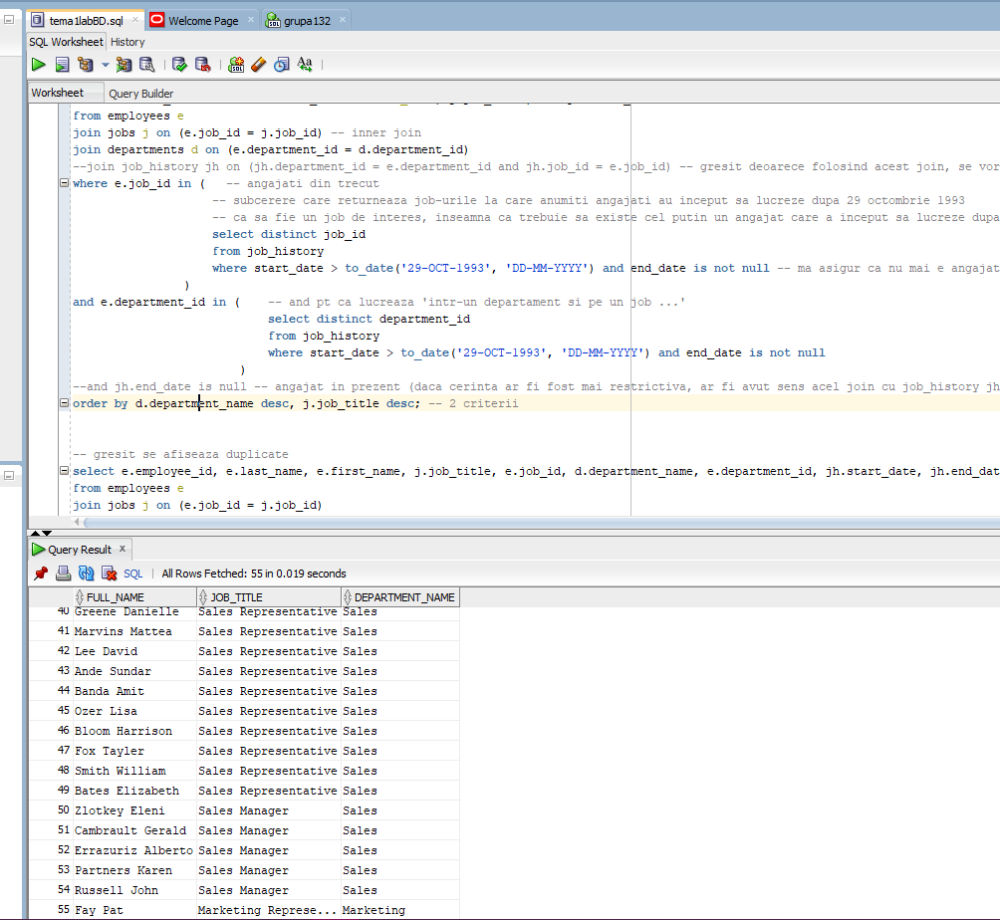 tema1labBD.sql × Welcome Page × grupa132 ×
SQL Worksheet History
Worksheet Query Builder
from employees e
join jobs j on (e.job_id = j.job_id) -- inner join
join departments d on (e.department_id = d.department_id)
--join job_history jh on (jh.department_id = e.department_id and jh.job_id = e.job_id) -- gresit deoarece folosind acest join, se vor
where e.job_id in ( -- angajati din trecut
-- subcerere care returneaza job-urile la care anumiti angajati au inceput sa lucreze dupa 29 octombrie 1993
-- ca sa fie un job de interes, inseamna ca trebuie sa existe cel putin un angajat care a inceput sa lucreze dupa
select distinct job_id
from job_history
where start_date > to_date('29-OCT-1993', 'DD-MM-YYYY') and end_date is not null -- ma asigur ca nu mai e angajat
)
and e.department_id in ( -- and pt ca lucreaza 'intr-un departament si pe un job ...'
select distinct department_id
from job_history
where start_date > to_date('29-OCT-1993', 'DD-MM-YYYY') and end_date is not null
)
--and jh.end_date is null -- angajat in prezent (daca cerinta ar fi fost mai restrictiva, ar fi avut sens acel join cu job_history jh
order by d.department_name desc, j.job_title desc; -- 2 criterii
-- gresit se afiseaza duplicate
select e.employee_id, e.last_name, e.first_name, j.job_title, e.job_id, d.department_name, e.department_id, jh.start_date, jh.end_dat
from employees e
join jobs j on (e.job_id = j.job_id)
Query Result ×
SQL | All Rows Fetched: 55 in 0.019 seconds
FULL_NAME JOB_TITLE DEPARTMENT_NAME
40 Greene Danielle Sales Representative Sales
41 Marvins Mattea Sales Representative Sales
42 Lee David Sales Representative Sales
43 Ande Sundar Sales Representative Sales
44 Banda Amit Sales Representative Sales
45 Ozer Lisa Sales Representative Sales
46 Bloom Harrison Sales Representative Sales
47 Fox Tayler Sales Representative Sales
48 Smith William Sales Representative Sales
49 Bates Elizabeth Sales Representative Sales
50 Zlotkey Eleni Sales Manager Sales
51 Cambrault Gerald Sales Manager Sales
52 Errazuriz Alberto Sales Manager Sales
53 Partners Karen Sales Manager Sales
54 Russell John Sales Manager Sales
55 Fay Pat Marketing Represe... Marketing